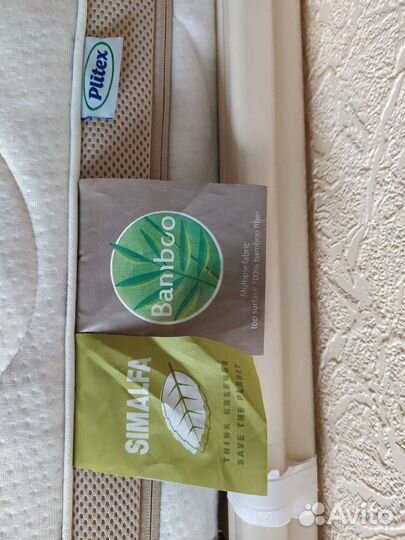 Plitex
Bamboo
Multiple fabric
top surface 100% bamboo fiber
SIMALFA
THINK GREENER
SAVE THE PLANET
Avito